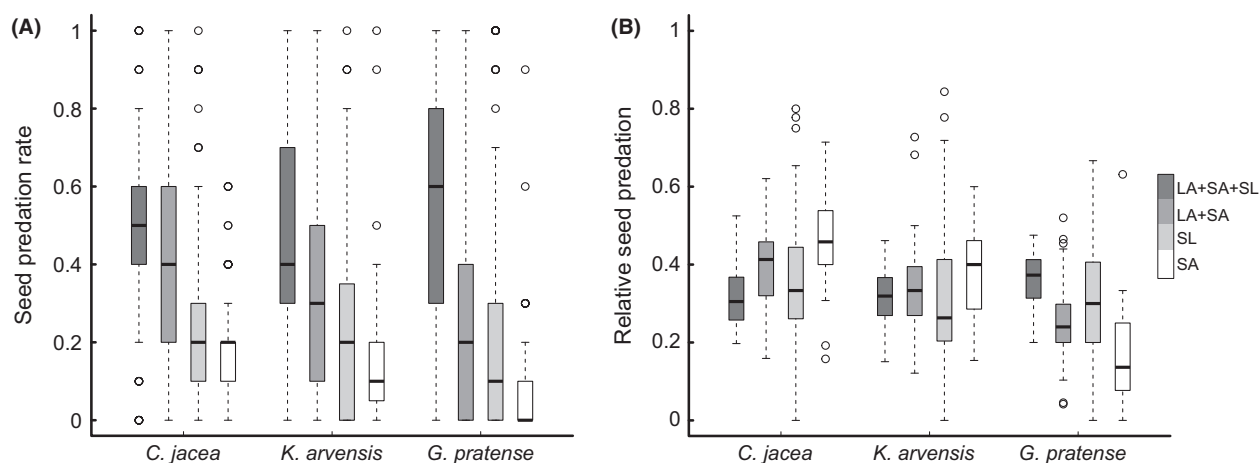 (A)
Seed predation rate
1
0.8
0.6
0.4
0.2
0
C. jacea K. arvensis G. pratense
(B)
Relative seed predation
1
0.8
0.6
0.4
0.2
0
C. jacea K. arvensis G. pratense
LA+SA+SL
LA+SA
SL
SA